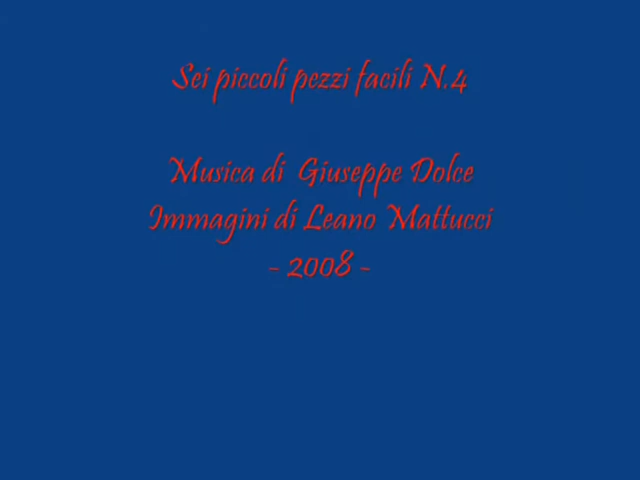 Sei piccoli pezzi facili N.4
Musica di Giuseppe Dolce
Immagini di Leano Mattucci
- 2008 -